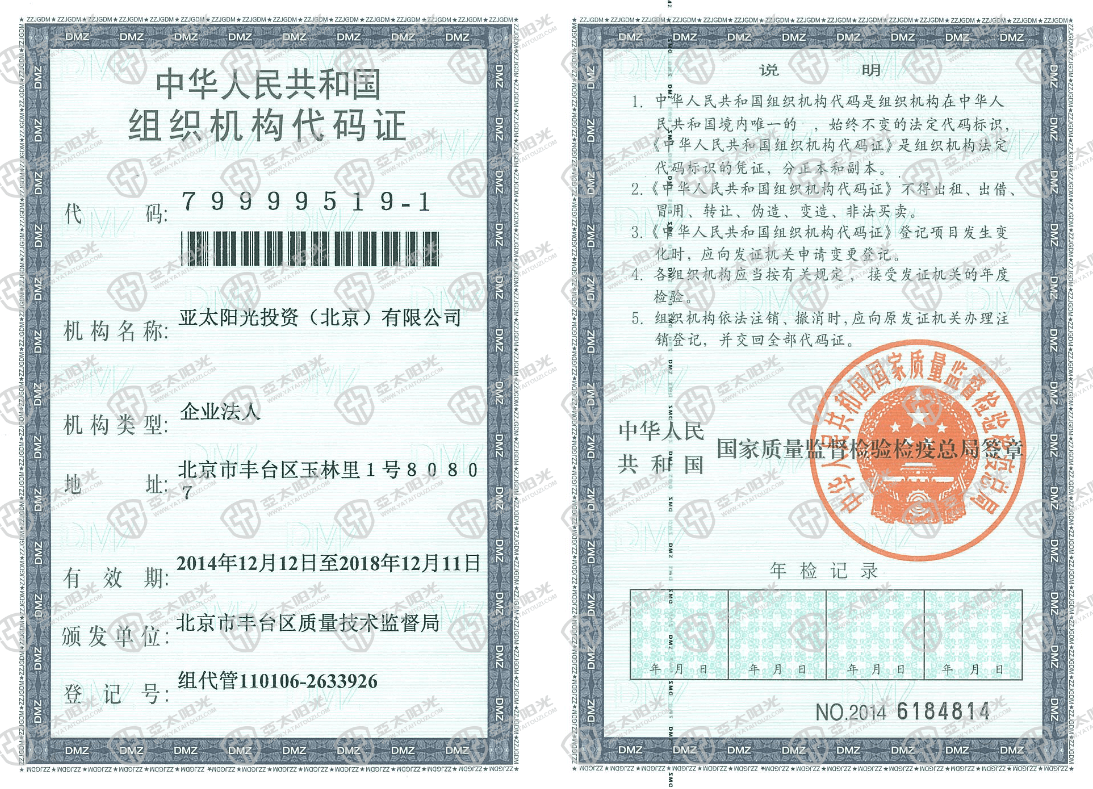 中华人民共和国
组织机构代码证
代 码: 79999519-1
机构名称: 亚太阳光投资（北京）有限公司
机构类型: 企业法人
地 址: 北京市丰台区玉林里1号8080
7
有 效 期: 2014年12月12日至2018年12月11日
颁发单位: 北京市丰台区质量技术监督局
登 记 号: 组代管110106-2633926
说 明
1. 中华人民共和国组织机构代码是组织机构在中华人
民共和国境内唯一的 ，始终不变的法定代码标识，
《中华人民共和国组织机构代码证》是组织机构法定
代码标识的凭证，分正本和副本。
2.《中华人民共和国组织机构代码证》不得出租、出借、
冒用、转让、伪造、变造、非法买卖。
3.《中华人民共和国组织机构代码证》登记项目发生变
化时，应向发证机关申请变更登记。
4. 各组织机构应当按有关规定，接受发证机关的年度
检验。
5. 组织机构依法注销、撤消时,应向原发证机关办理注
销登记，并交回全部代码证。
中华人民
共和国
国家质量监督检验检疫总局签章
中华人民共和国国家质量监督检验检疫总局
年检记录
年 月 日 年 月 日 年 月 日 年 月 日
NO.2014 6184814
DMZ
ZZJGDM
亚太阳光